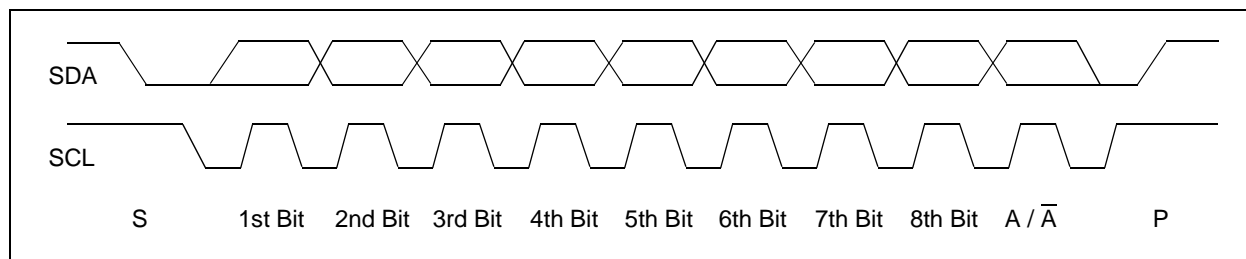 SDA
SCL
S 1st Bit 2nd Bit 3rd Bit 4th Bit 5th Bit 6th Bit 7th Bit 8th Bit A / A̅ P